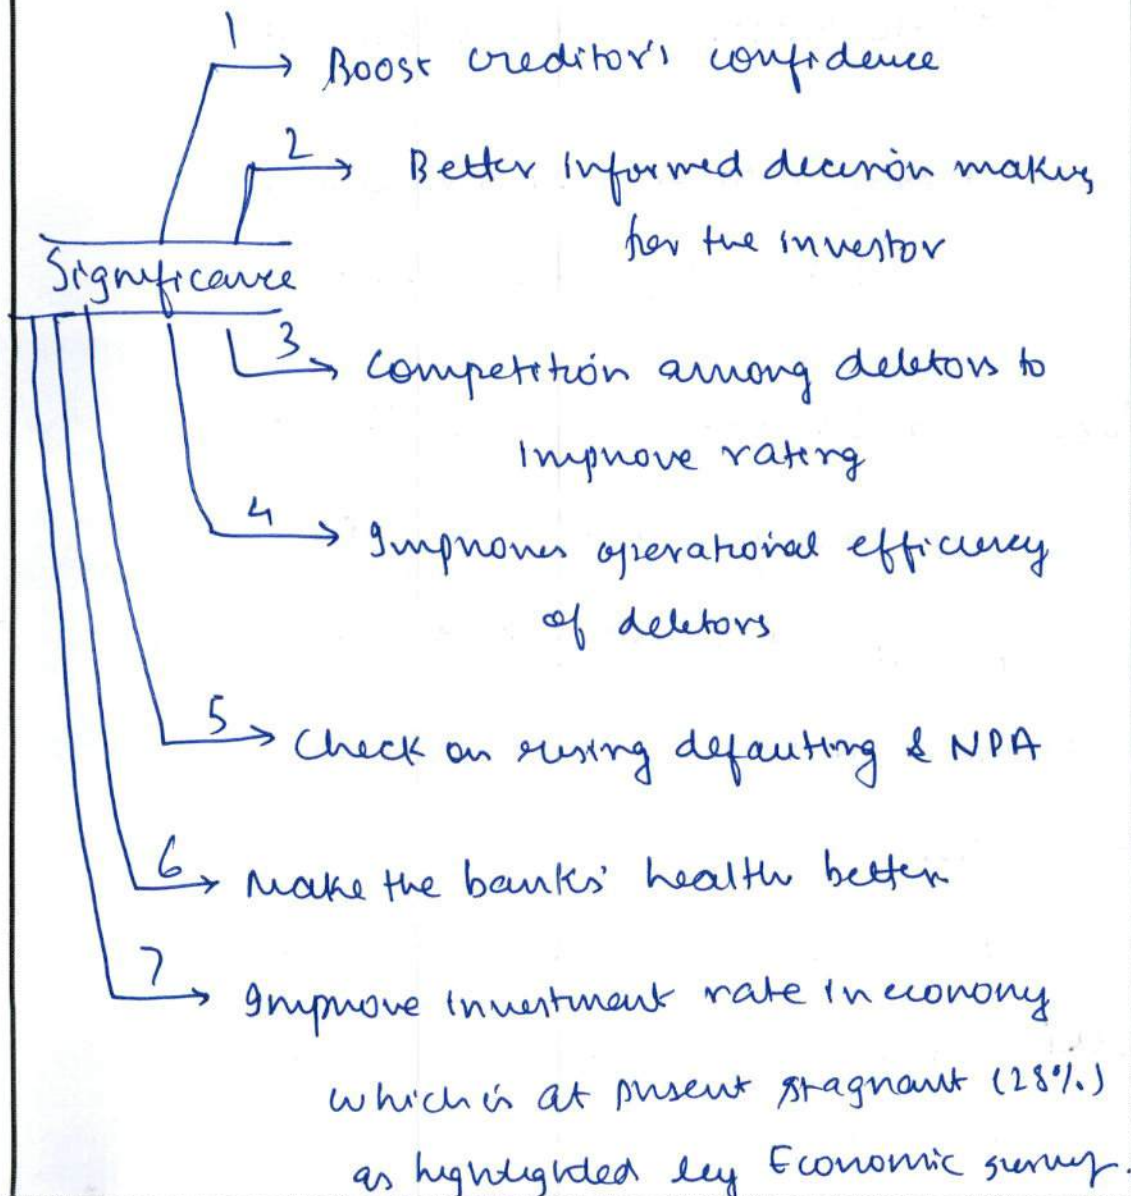 1 → Boost creditor's confidence
2 → Better informed decision making
for the investor
Significance
3 → Competition among debtors to
improve rating
4 → Improves operational efficiency
of debtors
5 → Check on rising defaulting & NPA
6 → Make the banks' health better
7 → Improve investment rate in economy
which is at present stagnant (28%)
as highlighted by Economic survey.